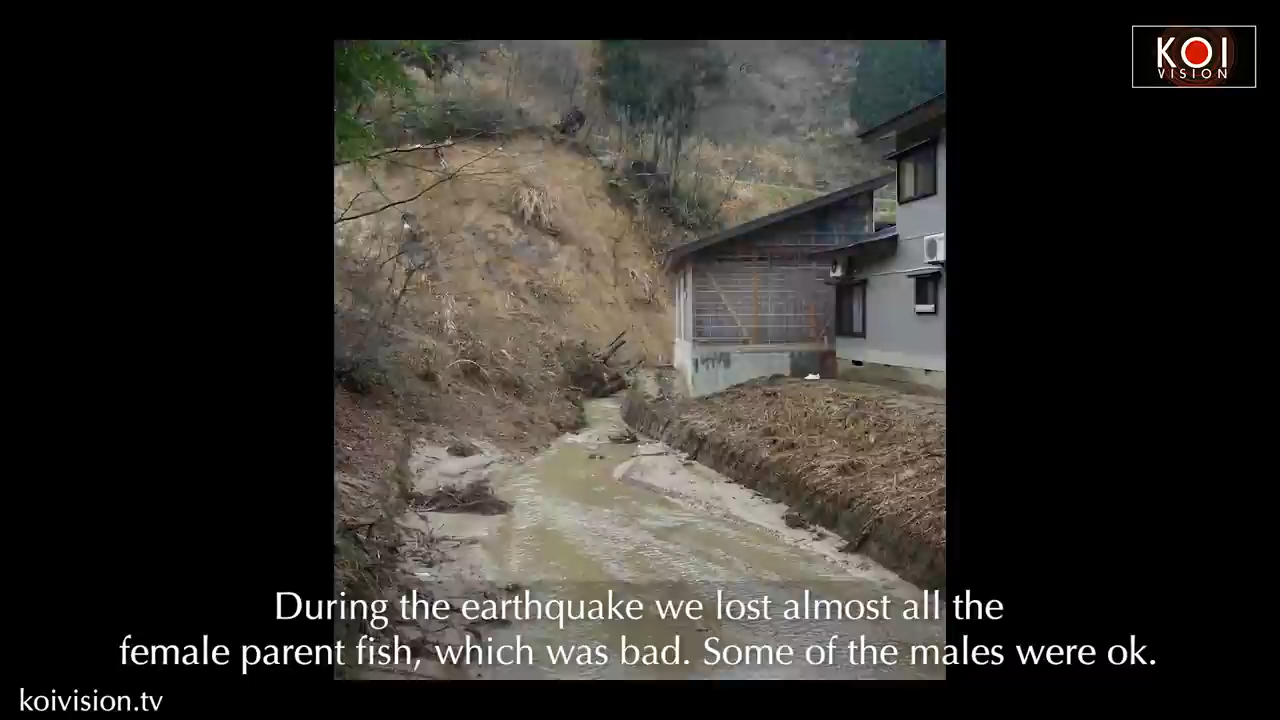 KOI
VISION
During the earthquake we lost almost all the
female parent fish, which was bad. Some of the males were ok.
koivision.tv